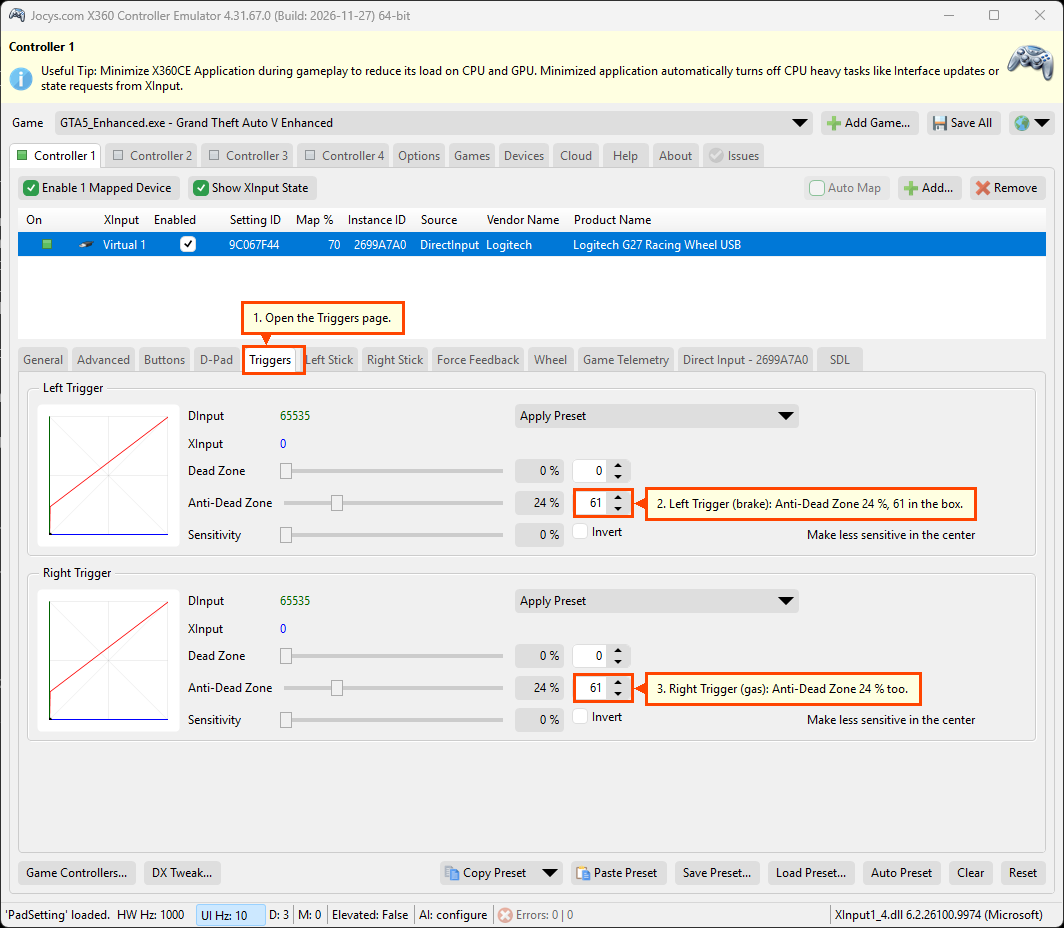 Jocys.com X360 Controller Emulator 4.31.67.0 (Build: 2026-11-27) 64-bit
Controller 1
Useful Tip: Minimize X360CE Application during gameplay to reduce its load on CPU and GPU. Minimized application automatically turns off CPU heavy tasks like Interface updates or
state requests from XInput.
Game GTA5_Enhanced.exe - Grand Theft Auto V Enhanced Add Game... Save All
Controller 1 Controller 2 Controller 3 Controller 4 Options Games Devices Cloud Help About Issues
Enable 1 Mapped Device Show XInput State Auto Map Add... Remove
On XInput Enabled Setting ID Map % Instance ID Source Vendor Name Product Name
Virtual 1 9C067F44 70 2699A7A0 DirectInput Logitech Logitech G27 Racing Wheel USB
1. Open the Triggers page.
General Advanced Buttons D-Pad Triggers Left Stick Right Stick Force Feedback Wheel Game Telemetry Direct Input - 2699A7A0 SDL
Left Trigger
DInput 65535 Apply Preset
XInput 0
Dead Zone 0 % 0
Anti-Dead Zone 24 % 61 2. Left Trigger (brake): Anti-Dead Zone 24 %, 61 in the box.
Sensitivity 0 % Invert Make less sensitive in the center
Right Trigger
DInput 65535 Apply Preset
XInput 0
Dead Zone 0 % 0
Anti-Dead Zone 24 % 61 3. Right Trigger (gas): Anti-Dead Zone 24 % too.
Sensitivity 0 % Invert Make less sensitive in the center
Game Controllers... DX Tweak... Copy Preset Paste Preset Save Preset... Load Preset... Auto Preset Clear Reset
'PadSetting' loaded. HW Hz: 1000 UI Hz: 10 D: 3 M: 0 Elevated: False AI: configure Errors: 0 | 0 XInput1_4.dll 6.2.26100.9974 (Microsoft)